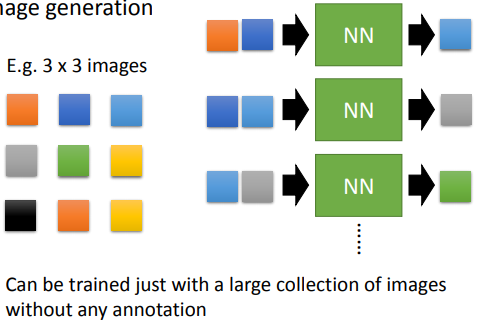 mage generation
E.g. 3 x 3 images
NN
NN
NN
Can be trained just with a large collection of images
without any annotation